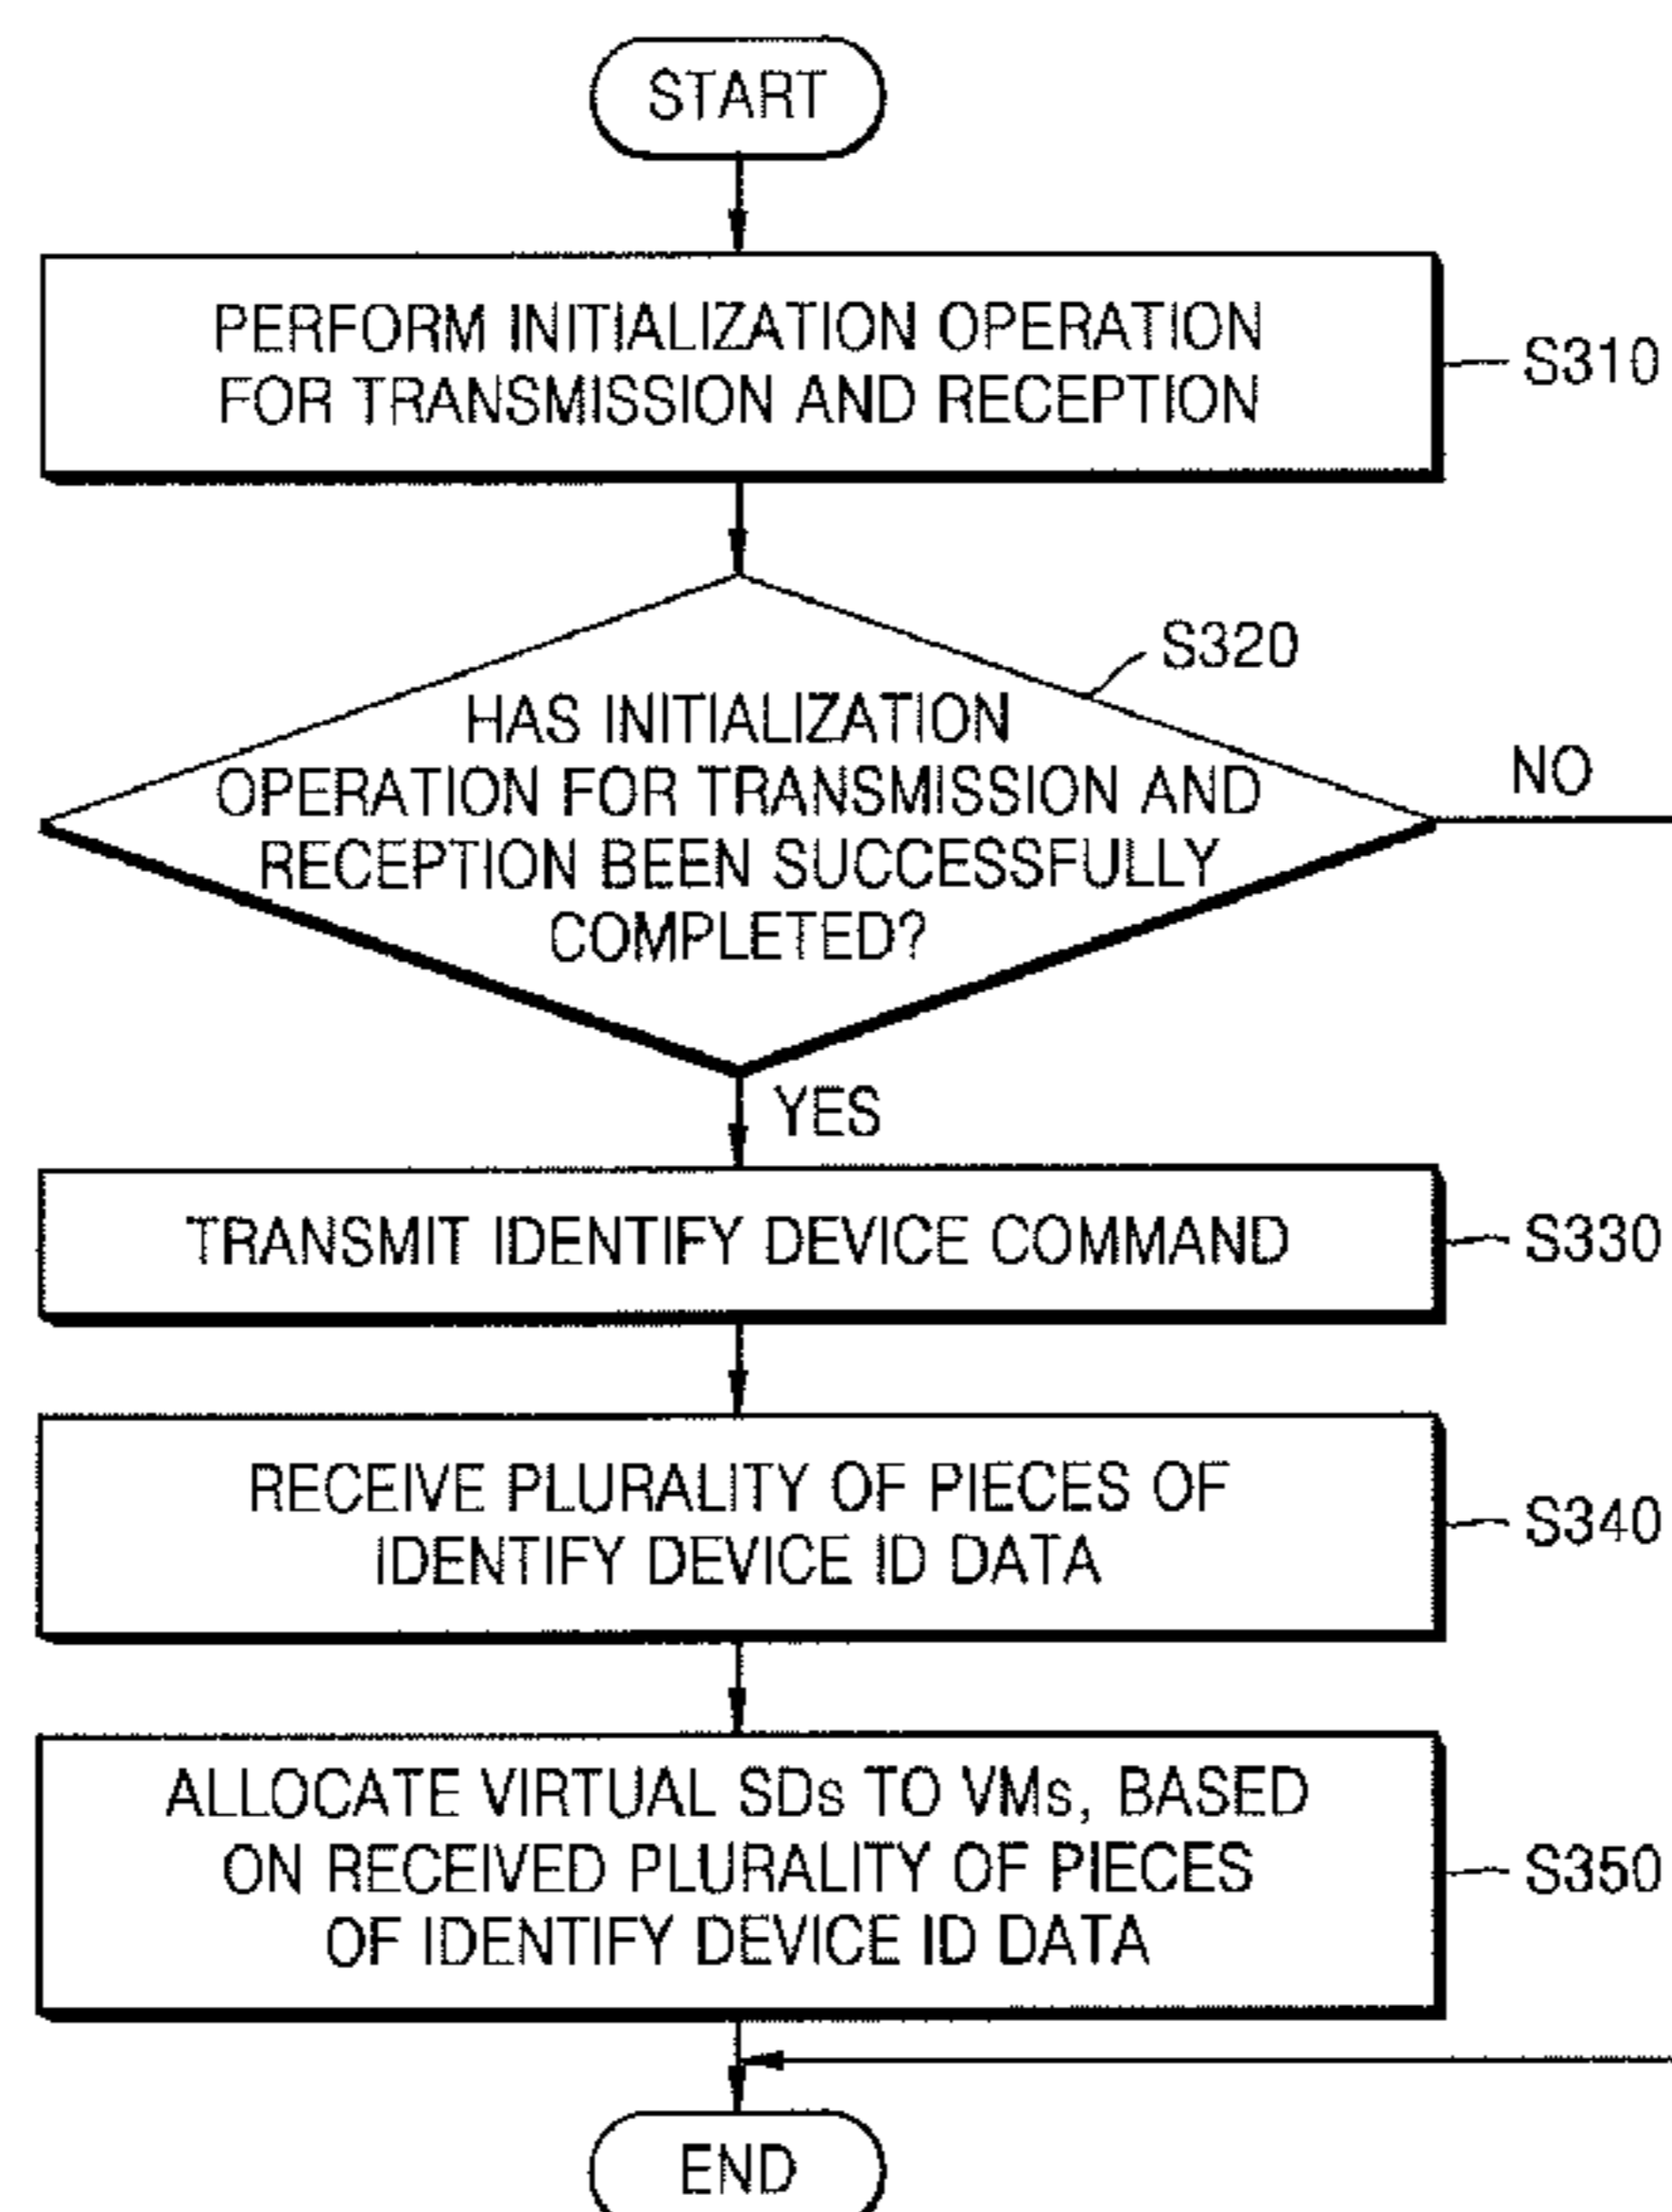 START
PERFORM INITIALIZATION OPERATION
FOR TRANSMISSION AND RECEPTION
S310
S320
HAS INITIALIZATION
OPERATION FOR TRANSMISSION AND
RECEPTION BEEN SUCCESSFULLY
COMPLETED?
NO
YES
TRANSMIT IDENTIFY DEVICE COMMAND
S330
RECEIVE PLURALITY OF PIECES OF
IDENTIFY DEVICE ID DATA
S340
ALLOCATE VIRTUAL SDs TO VMs, BASED
ON RECEIVED PLURALITY OF PIECES
OF IDENTIFY DEVICE ID DATA
S350
END